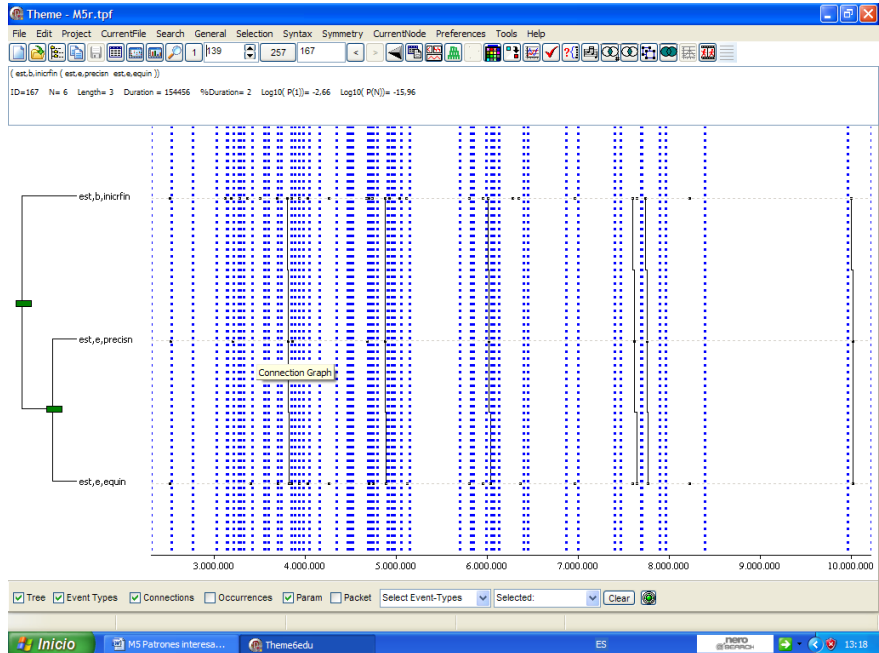 Theme - M5r.tpf
File Edit Project CurrentFile Search General Selection Syntax Symmetry CurrentNode Preferences Tools Help
1 139 257 167 < >
( est,b,inicrfin ( est,e,precisn est,e,equin ))
ID=167 N= 6 Length= 3 Duration = 154456 %Duration= 2 Log10( P(1))= -2,66 Log10( P(N))= -15,96
est,b,inicrfin
est,e,precisn
Connection Graph
est,e,equin
3.000.000 4.000.000 5.000.000 6.000.000 7.000.000 8.000.000 9.000.000 10.000.000
Tree Event Types Connections Occurrences Param Packet Select Event-Types Selected: Clear
Inicio M5 Patrones interesa... Theme6edu ES nero SEARCH 13:18